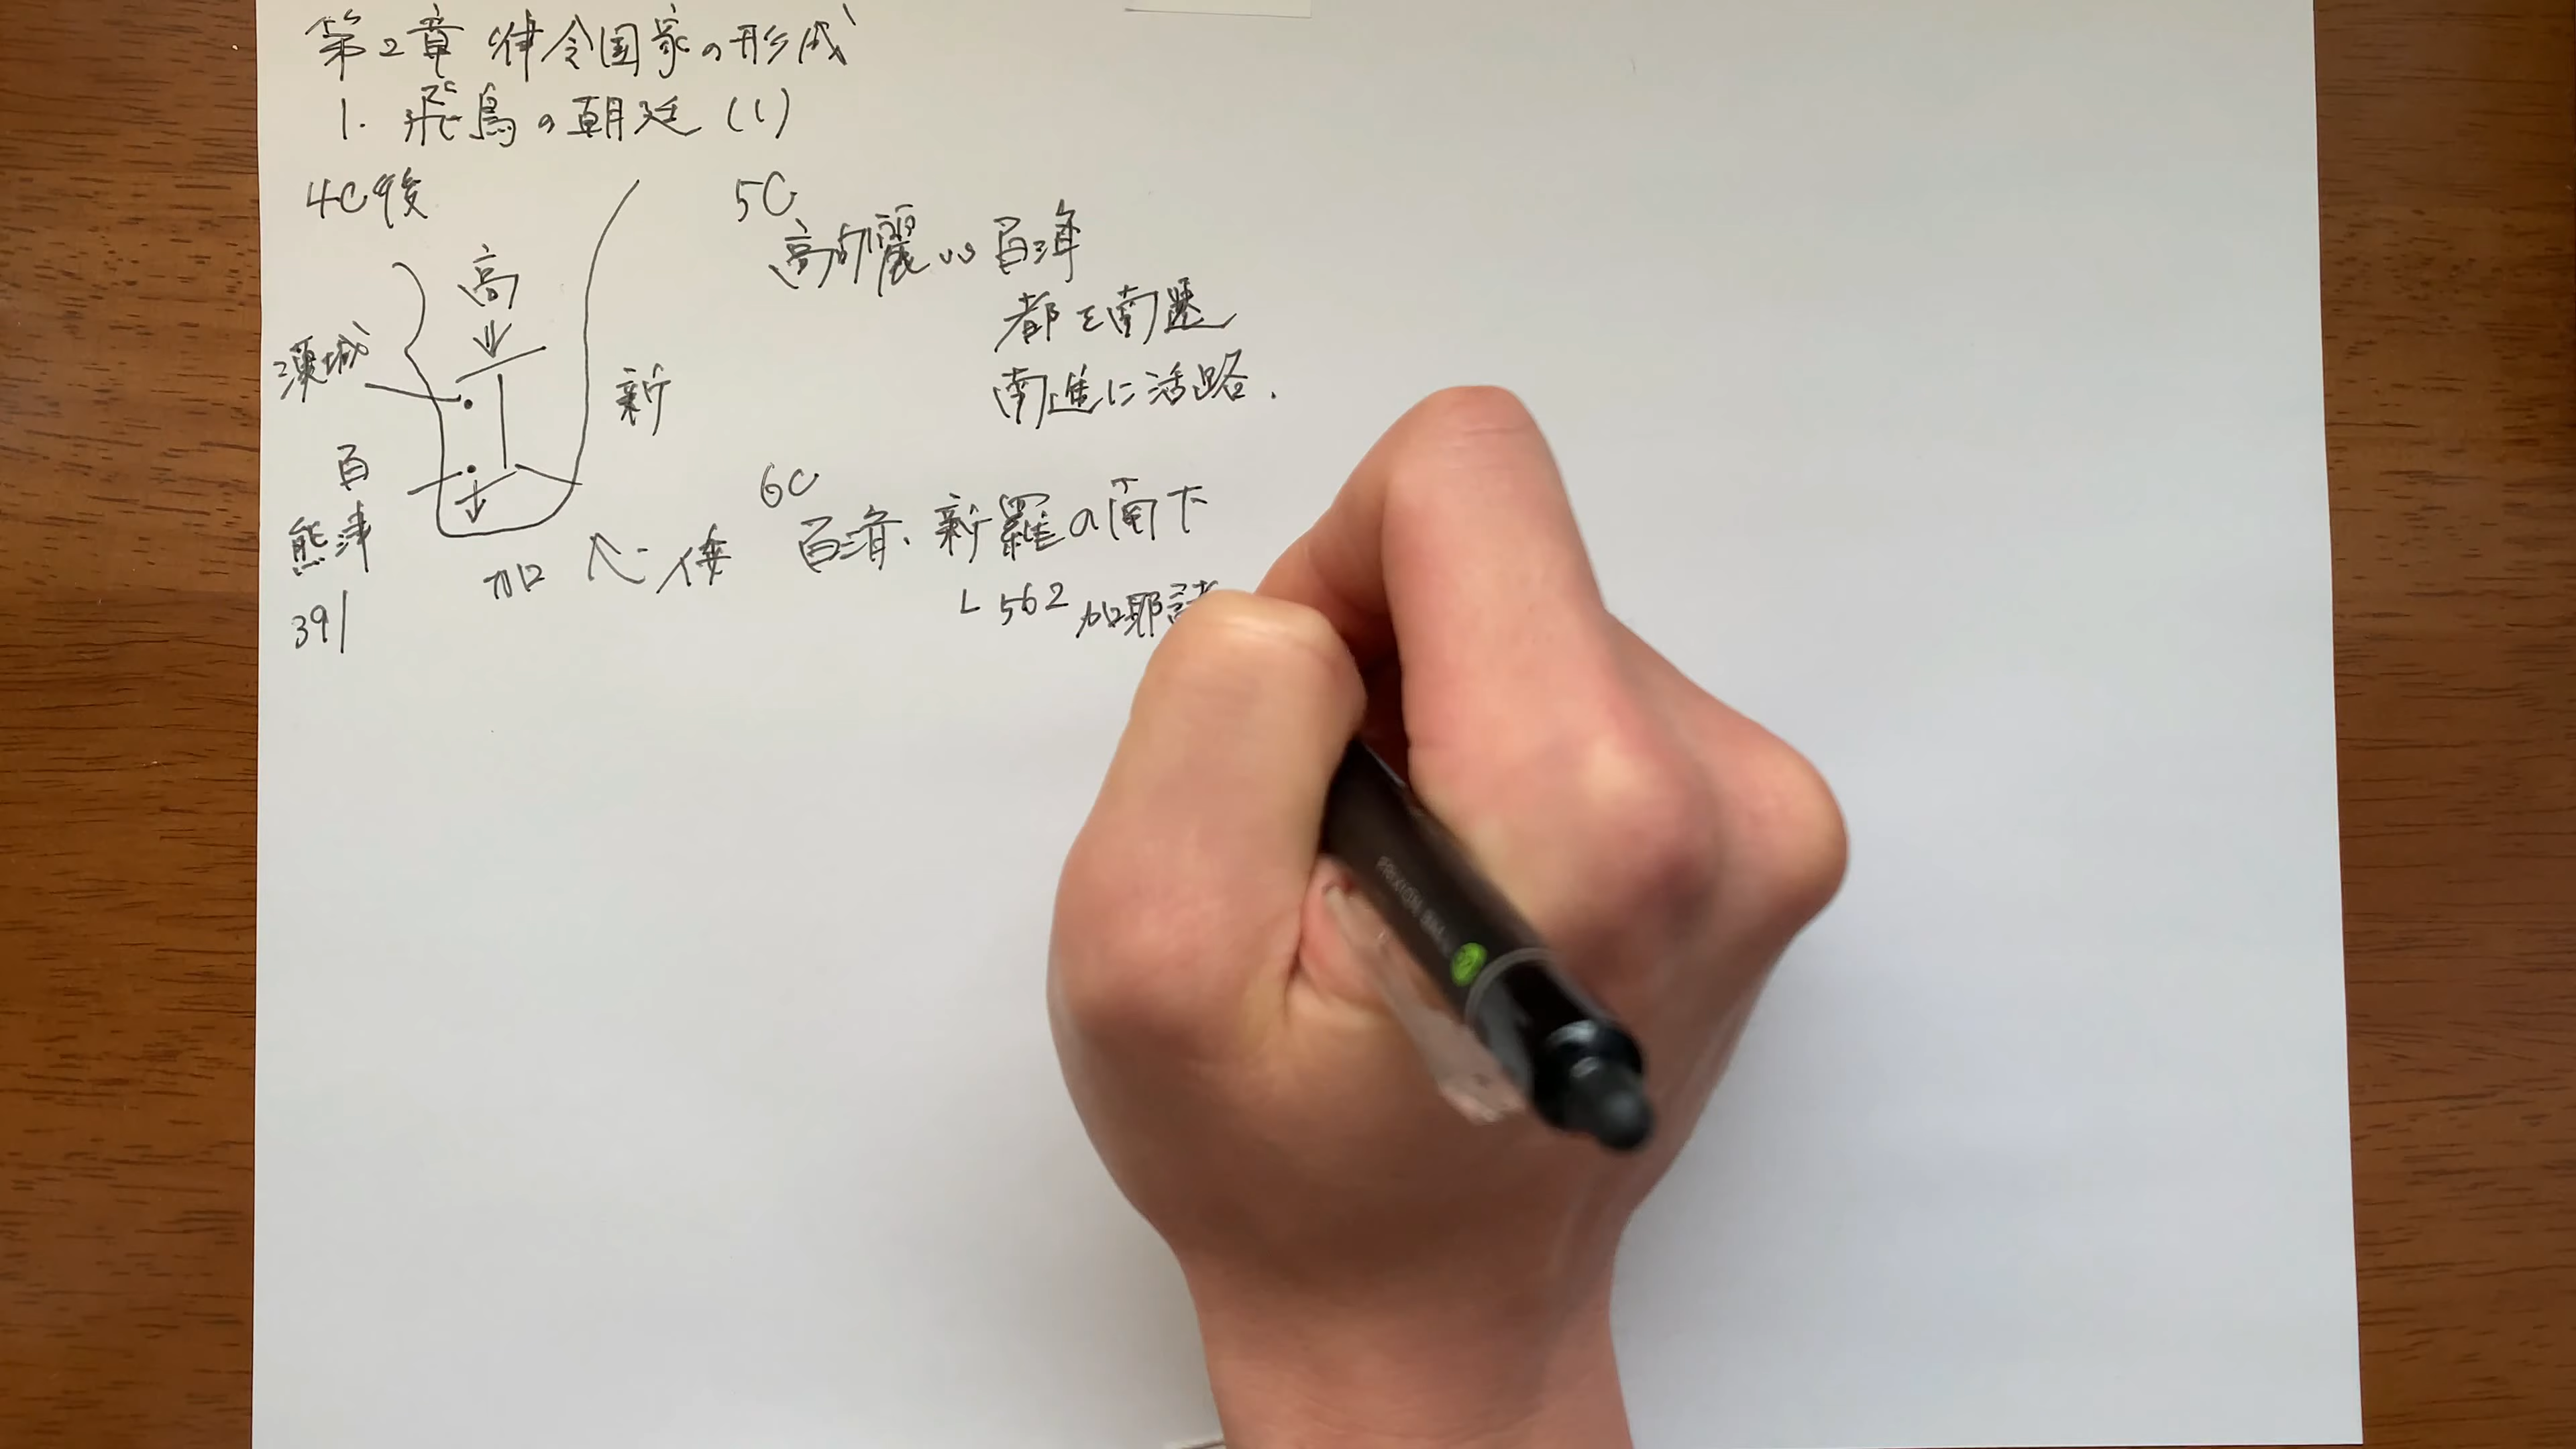 第2章 律令国家の形成
1. 飛鳥の朝廷(1)
4C後
高
漢城
新
百
熊津
391
加 ← 倭
5C
高句麗 vs 百済
都を南遷
南進に活路.
6C
百済、新羅の南下
└562 加耶諸
FRIXION BALL